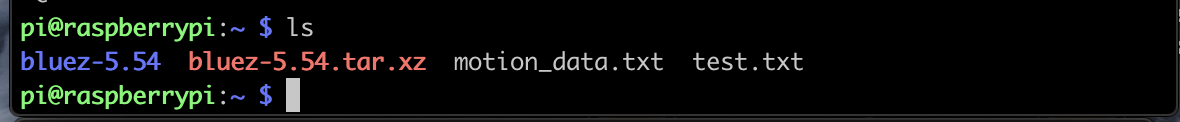 pi@raspberrypi:~ $ ls
bluez-5.54  bluez-5.54.tar.xz  motion_data.txt  test.txt
pi@raspberrypi:~ $